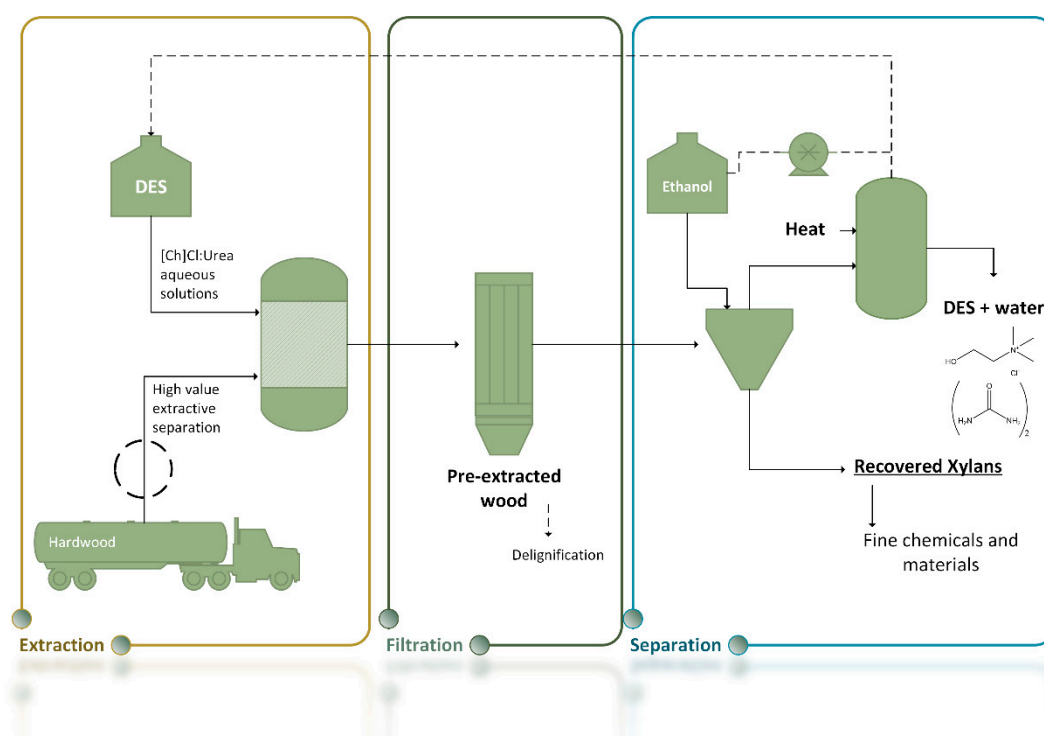 DES
[Ch]Cl:Urea
aqueous
solutions
High value
extractive
separation
Hardwood
Extraction
Pre-extracted
wood
Delignification
Filtration
Ethanol
Heat
DES + water
HO
N+
Cl-
O
H₂N
NH₂
2
Recovered Xylans
Fine chemicals and
materials
Separation